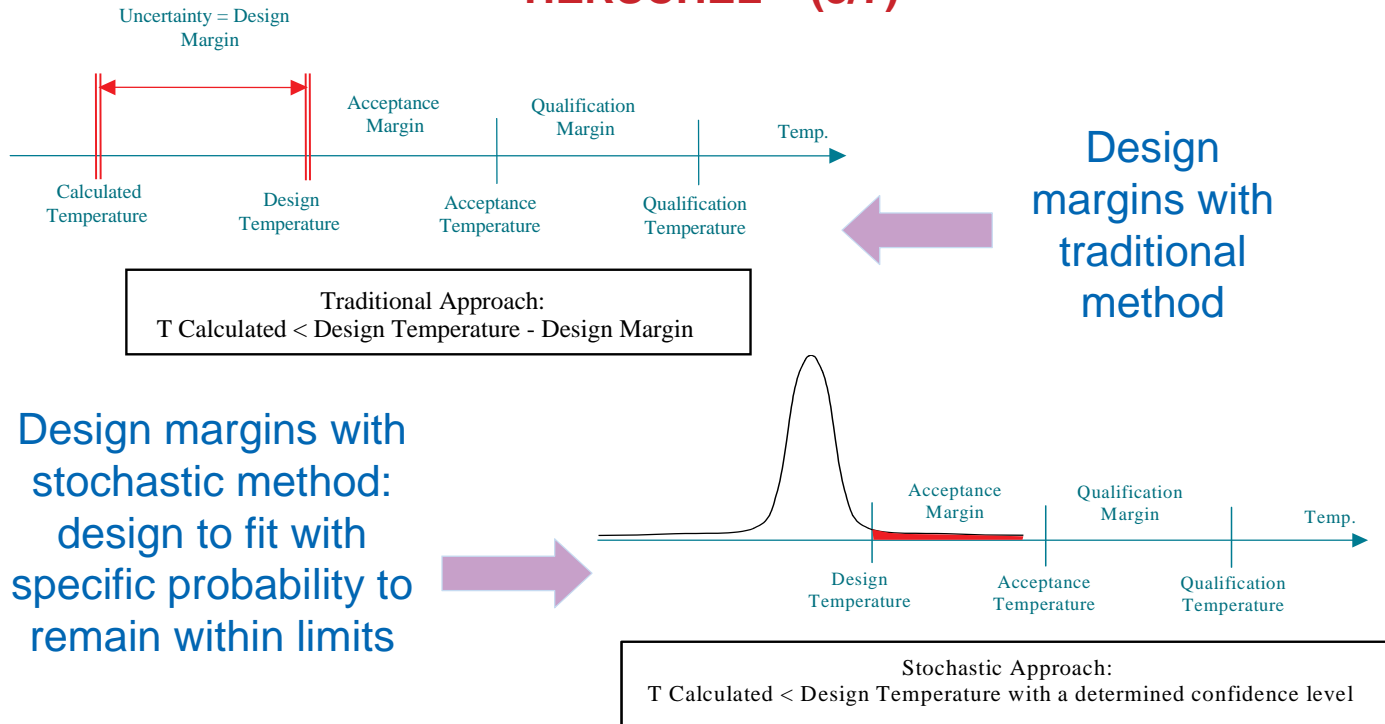 Uncertainty = Design
Margin
Acceptance
Margin
Qualification
Margin
Temp.
Calculated
Temperature
Design
Temperature
Acceptance
Temperature
Qualification
Temperature
Design
margins with
traditional
method
Traditional Approach:
T Calculated < Design Temperature - Design Margin
Design margins with
stochastic method:
design to fit with
specific probability to
remain within limits
Acceptance
Margin
Qualification
Margin
Temp.
Design
Temperature
Acceptance
Temperature
Qualification
Temperature
Stochastic Approach:
T Calculated < Design Temperature with a determined confidence level